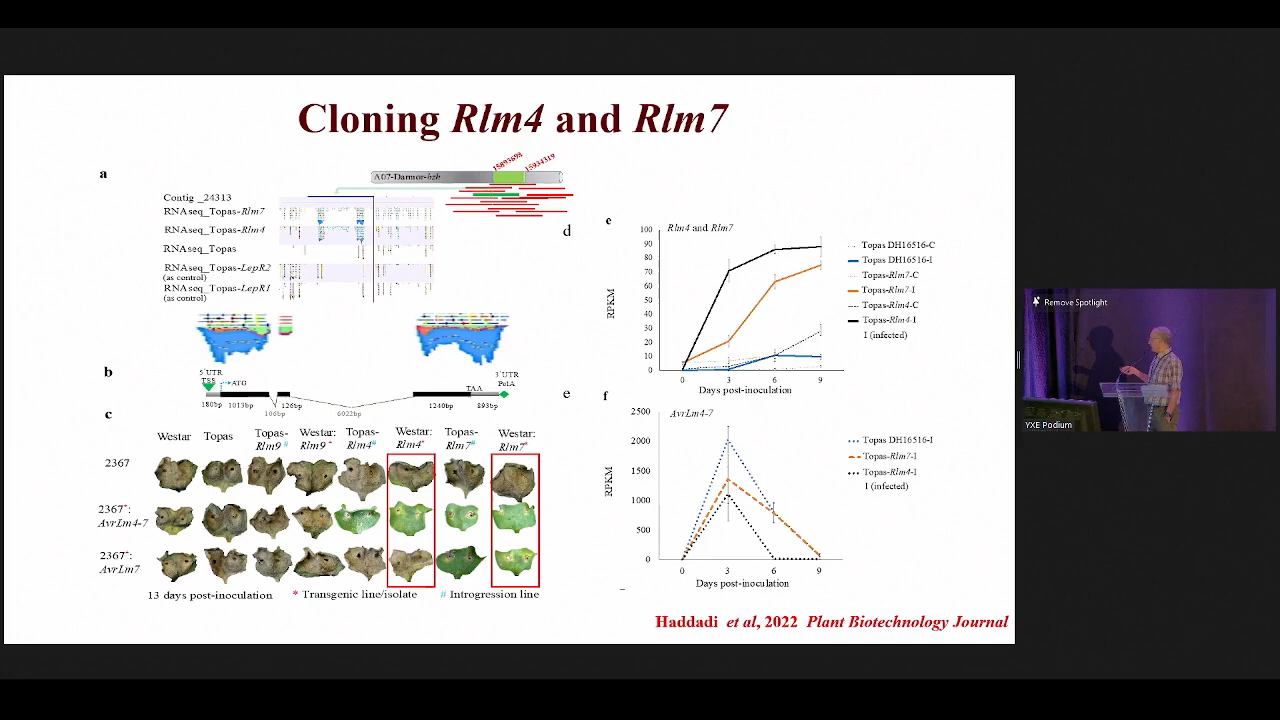 Cloning Rlm4 and Rlm7
a
15893698
15934319
A07-Darmor-bzh
Contig _24313
RNAseq_Topas-Rlm7
RNAseq_Topas-Rlm4
RNAseq_Topas
RNAseq_Topas-LepR2
(as control)
RNAseq_Topas-LepR1
(as control)
b
5´UTR
TSS
ATG
TAA
3´UTR
PolA
180bp
1013bp
106bp
126bp
6022bp
1240bp
893bp
c
Westar
Topas
Topas-
Rlm9 #
Westar:
Rlm9 *
Topas-
Rlm4#
Westar:
Rlm4*
Topas-
Rlm7#
Westar:
Rlm7*
2367
2367*:
AvrLm4-7
2367*:
AvrLm7
13 days post-inoculation
* Transgenic line/isolate
# Introgression line
d
e
Rlm4 and Rlm7
RPKM
100
90
80
70
60
50
40
30
20
10
0
0 3 6 9
Days post-inoculation
Topas DH16516-C
Topas DH16516-I
Topas-Rlm7-C
Topas-Rlm7-I
Topas-Rlm4-C
Topas-Rlm4-I
I (infected)
e
f
AvrLm4-7
RPKM
2500
2000
1500
1000
500
0
0 3 6 9
Days post-inoculation
Topas DH16516-I
Topas-Rlm7-I
Topas-Rlm4-I
I (infected)
Haddadi et al, 2022 Plant Biotechnology Journal
Remove Spotlight
YXE Podium